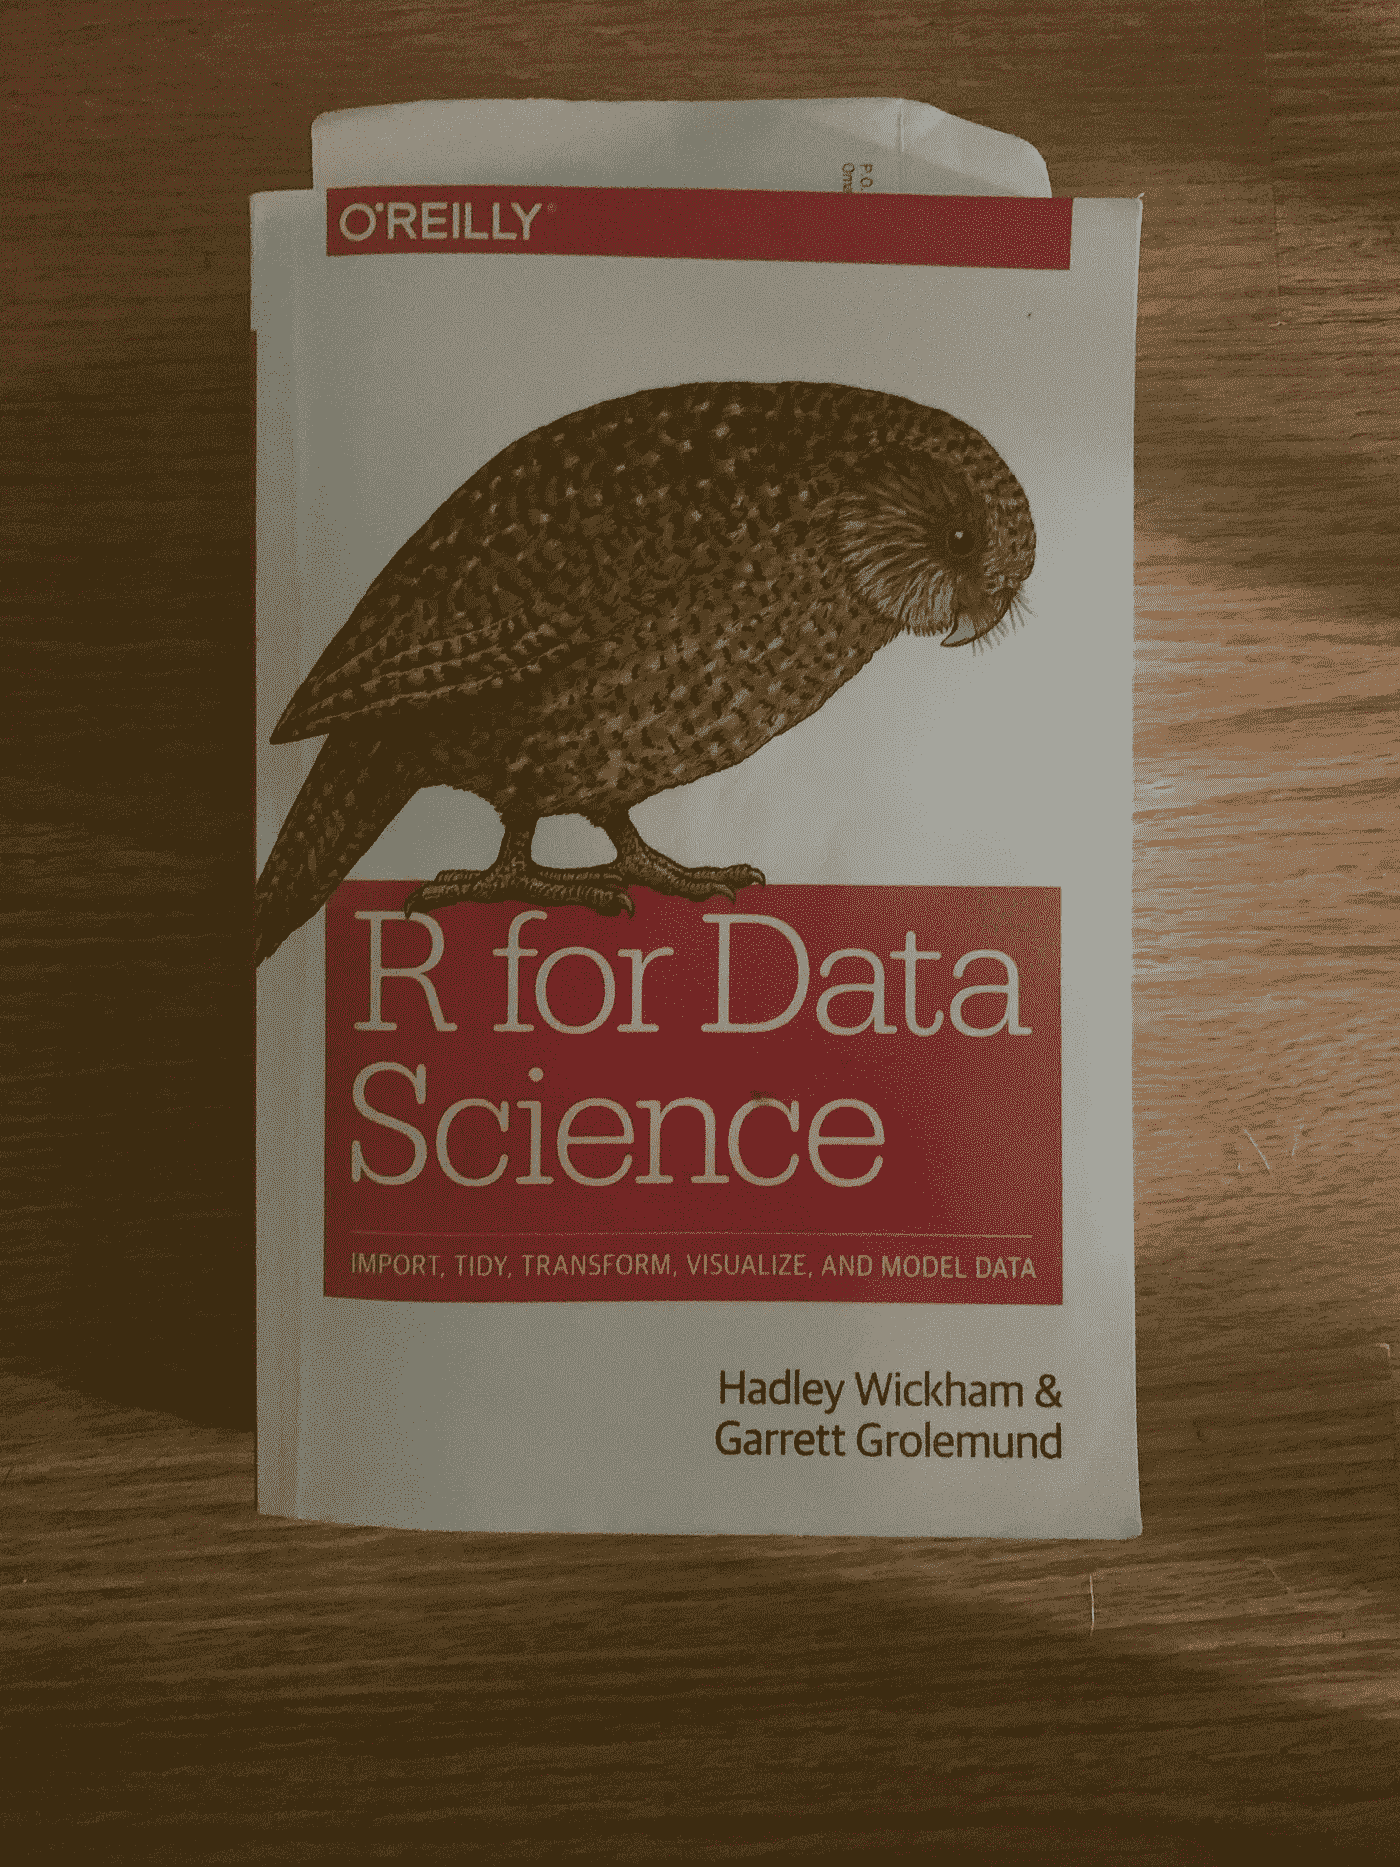 P.O.
O'REILLY®
R for Data
Science
IMPORT, TIDY, TRANSFORM, VISUALIZE, AND MODEL DATA
Hadley Wickham &
Garrett Grolemund